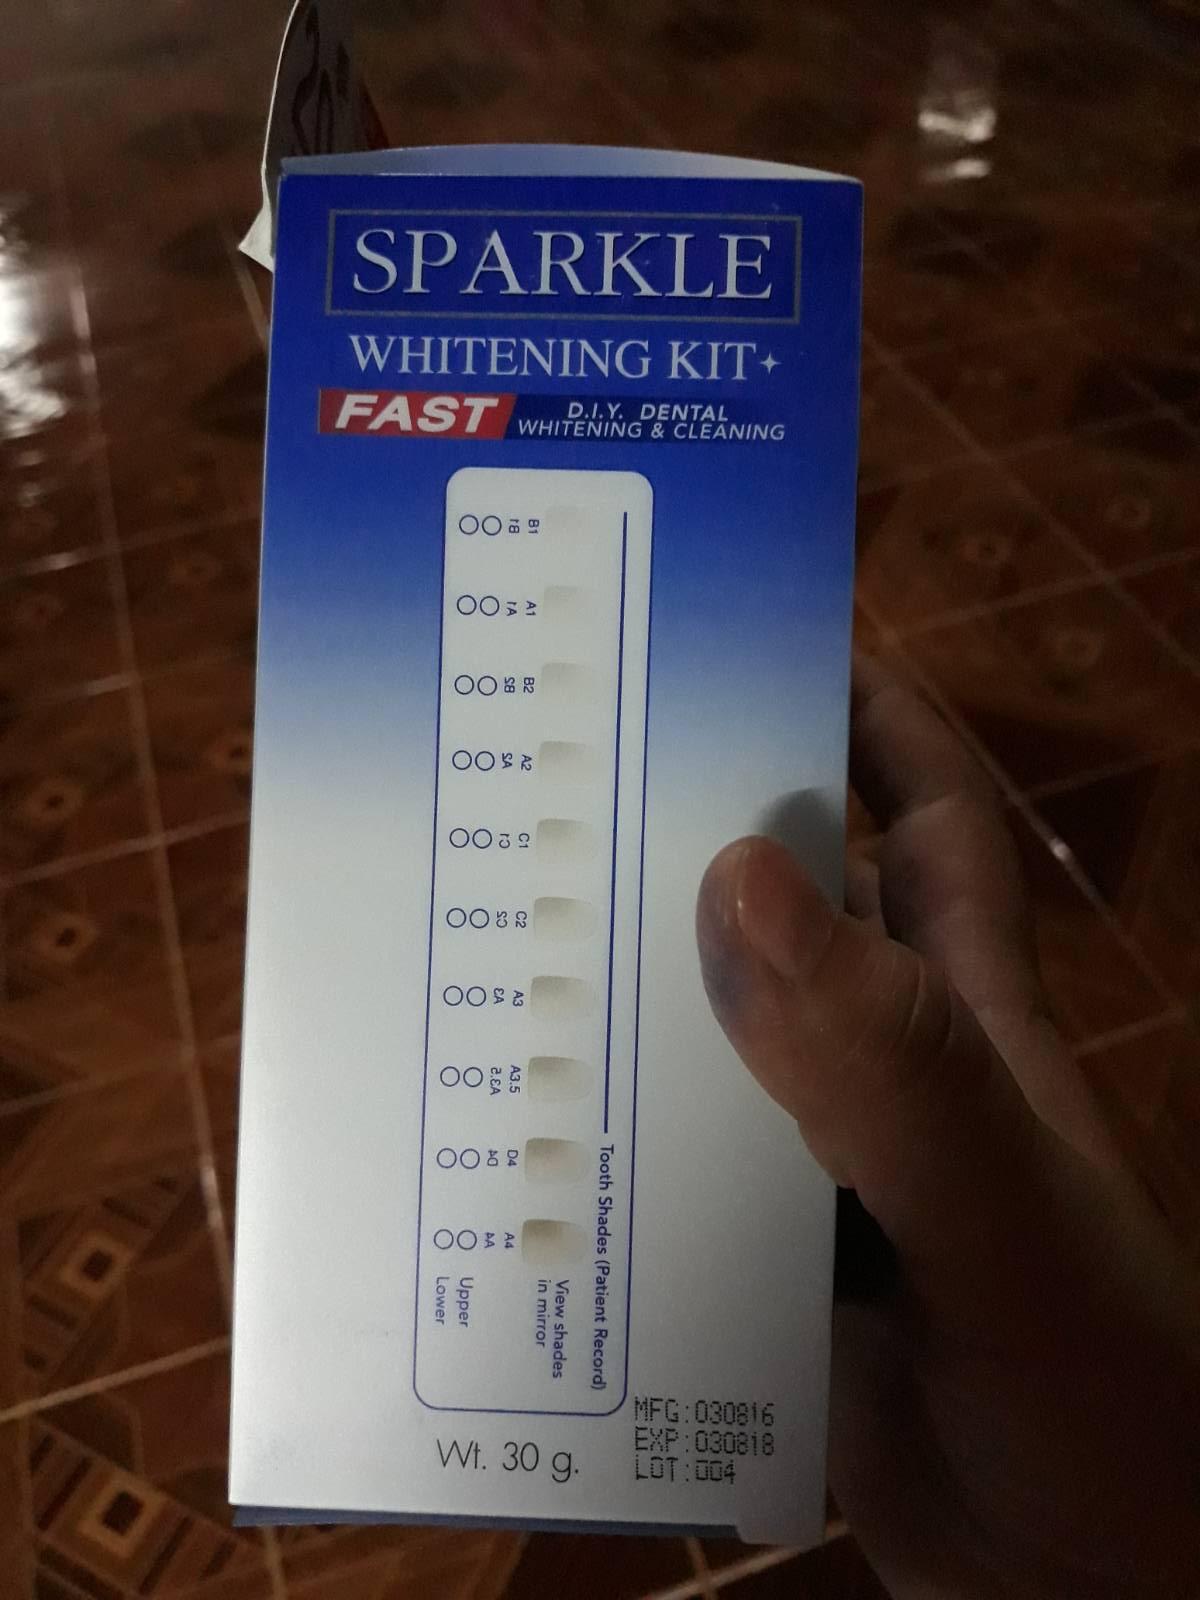 SPARKLE
WHITENING KIT
FAST
D.I.Y. DENTAL
WHITENING & CLEANING
B1
B1
A1
A1
B2
B2
A2
A2
C1
C1
C2
C2
A3
A3
A3.5
A3.5
D4
D4
A4
A4
Tooth Shades (Patient Record)
View shades
in mirror
Upper
Lower
MFG:030816
EXP:030818
LOT:004
Wt. 30 g.